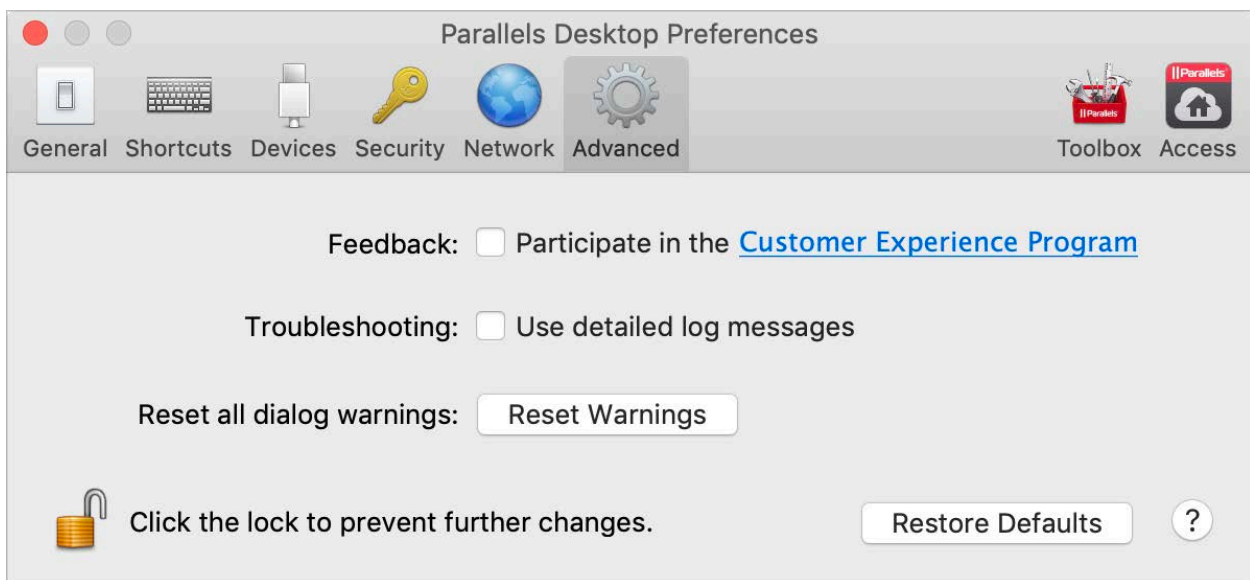 Parallels Desktop Preferences
||Parallels
||Parallels
General Shortcuts Devices Security Network Advanced Toolbox Access
Feedback: Participate in the Customer Experience Program
Troubleshooting: Use detailed log messages
Reset all dialog warnings: Reset Warnings
Click the lock to prevent further changes. Restore Defaults ?